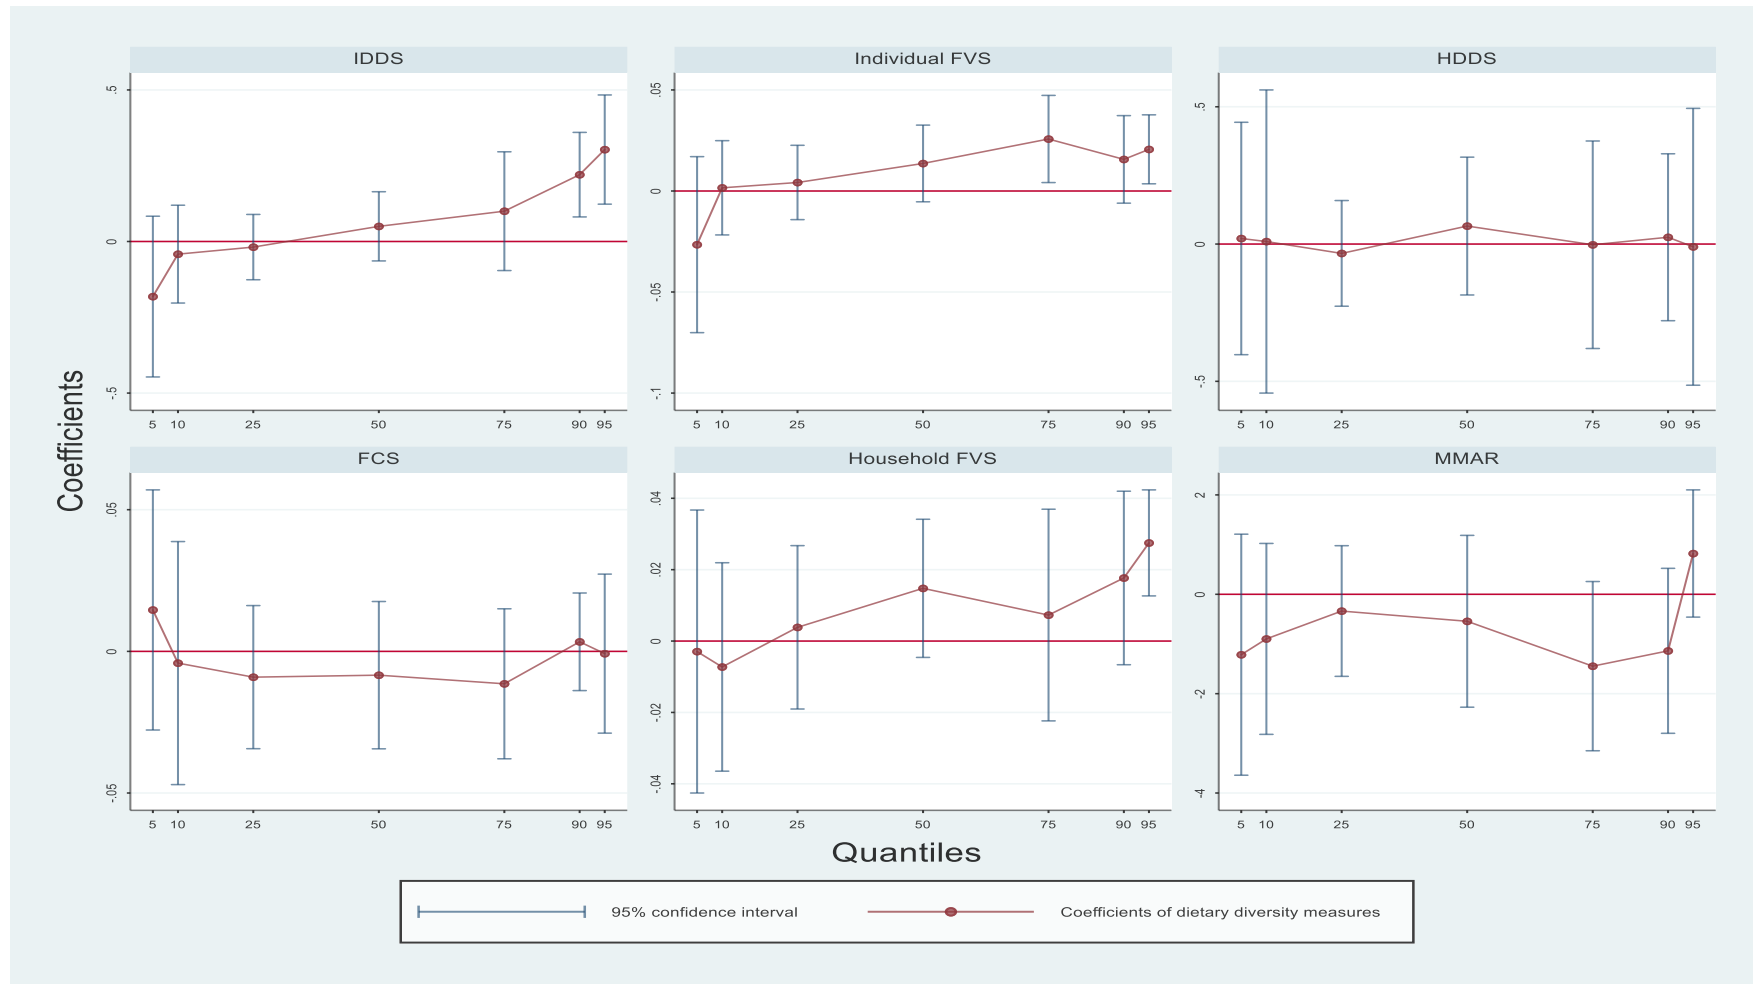 IDDS
Individual FVS
HDDS
.5
0
-.5
5 10 25 50 75 90 95
.05
0
-.05
-.1
5 10 25 50 75 90 95
.5
0
-.5
5 10 25 50 75 90 95
Coefficients
FCS
Household FVS
MMAR
.05
0
-.05
5 10 25 50 75 90 95
.04
.02
0
-.02
-.04
5 10 25 50 75 90 95
2
0
-2
-4
5 10 25 50 75 90 95
Quantiles
95% confidence interval
Coefficients of dietary diversity measures